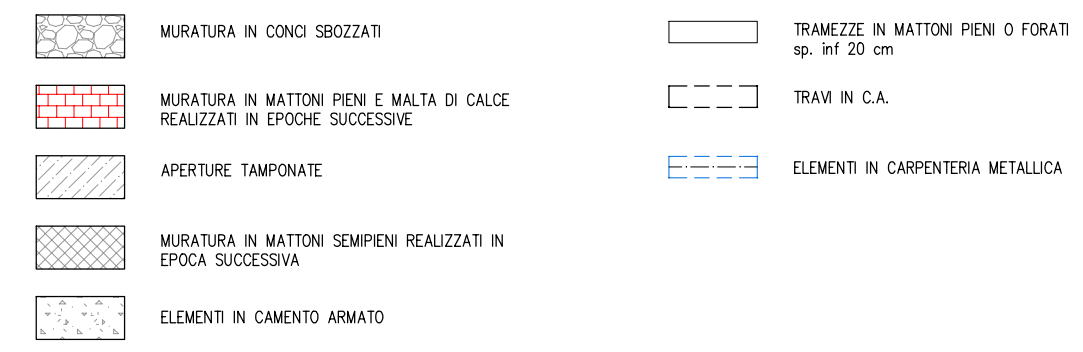 MURATURA IN CONCI SBOZZATI
MURATURA IN MATTONI PIENI E MALTA DI CALCE
REALIZZATI IN EPOCHE SUCCESSIVE
APERTURE TAMPONATE
MURATURA IN MATTONI SEMIPIENI REALIZZATI IN
EPOCA SUCCESSIVA
ELEMENTI IN CAMENTO ARMATO
TRAMEZZE IN MATTONI PIENI O FORATI
sp. inf 20 cm
TRAVI IN C.A.
ELEMENTI IN CARPENTERIA METALLICA